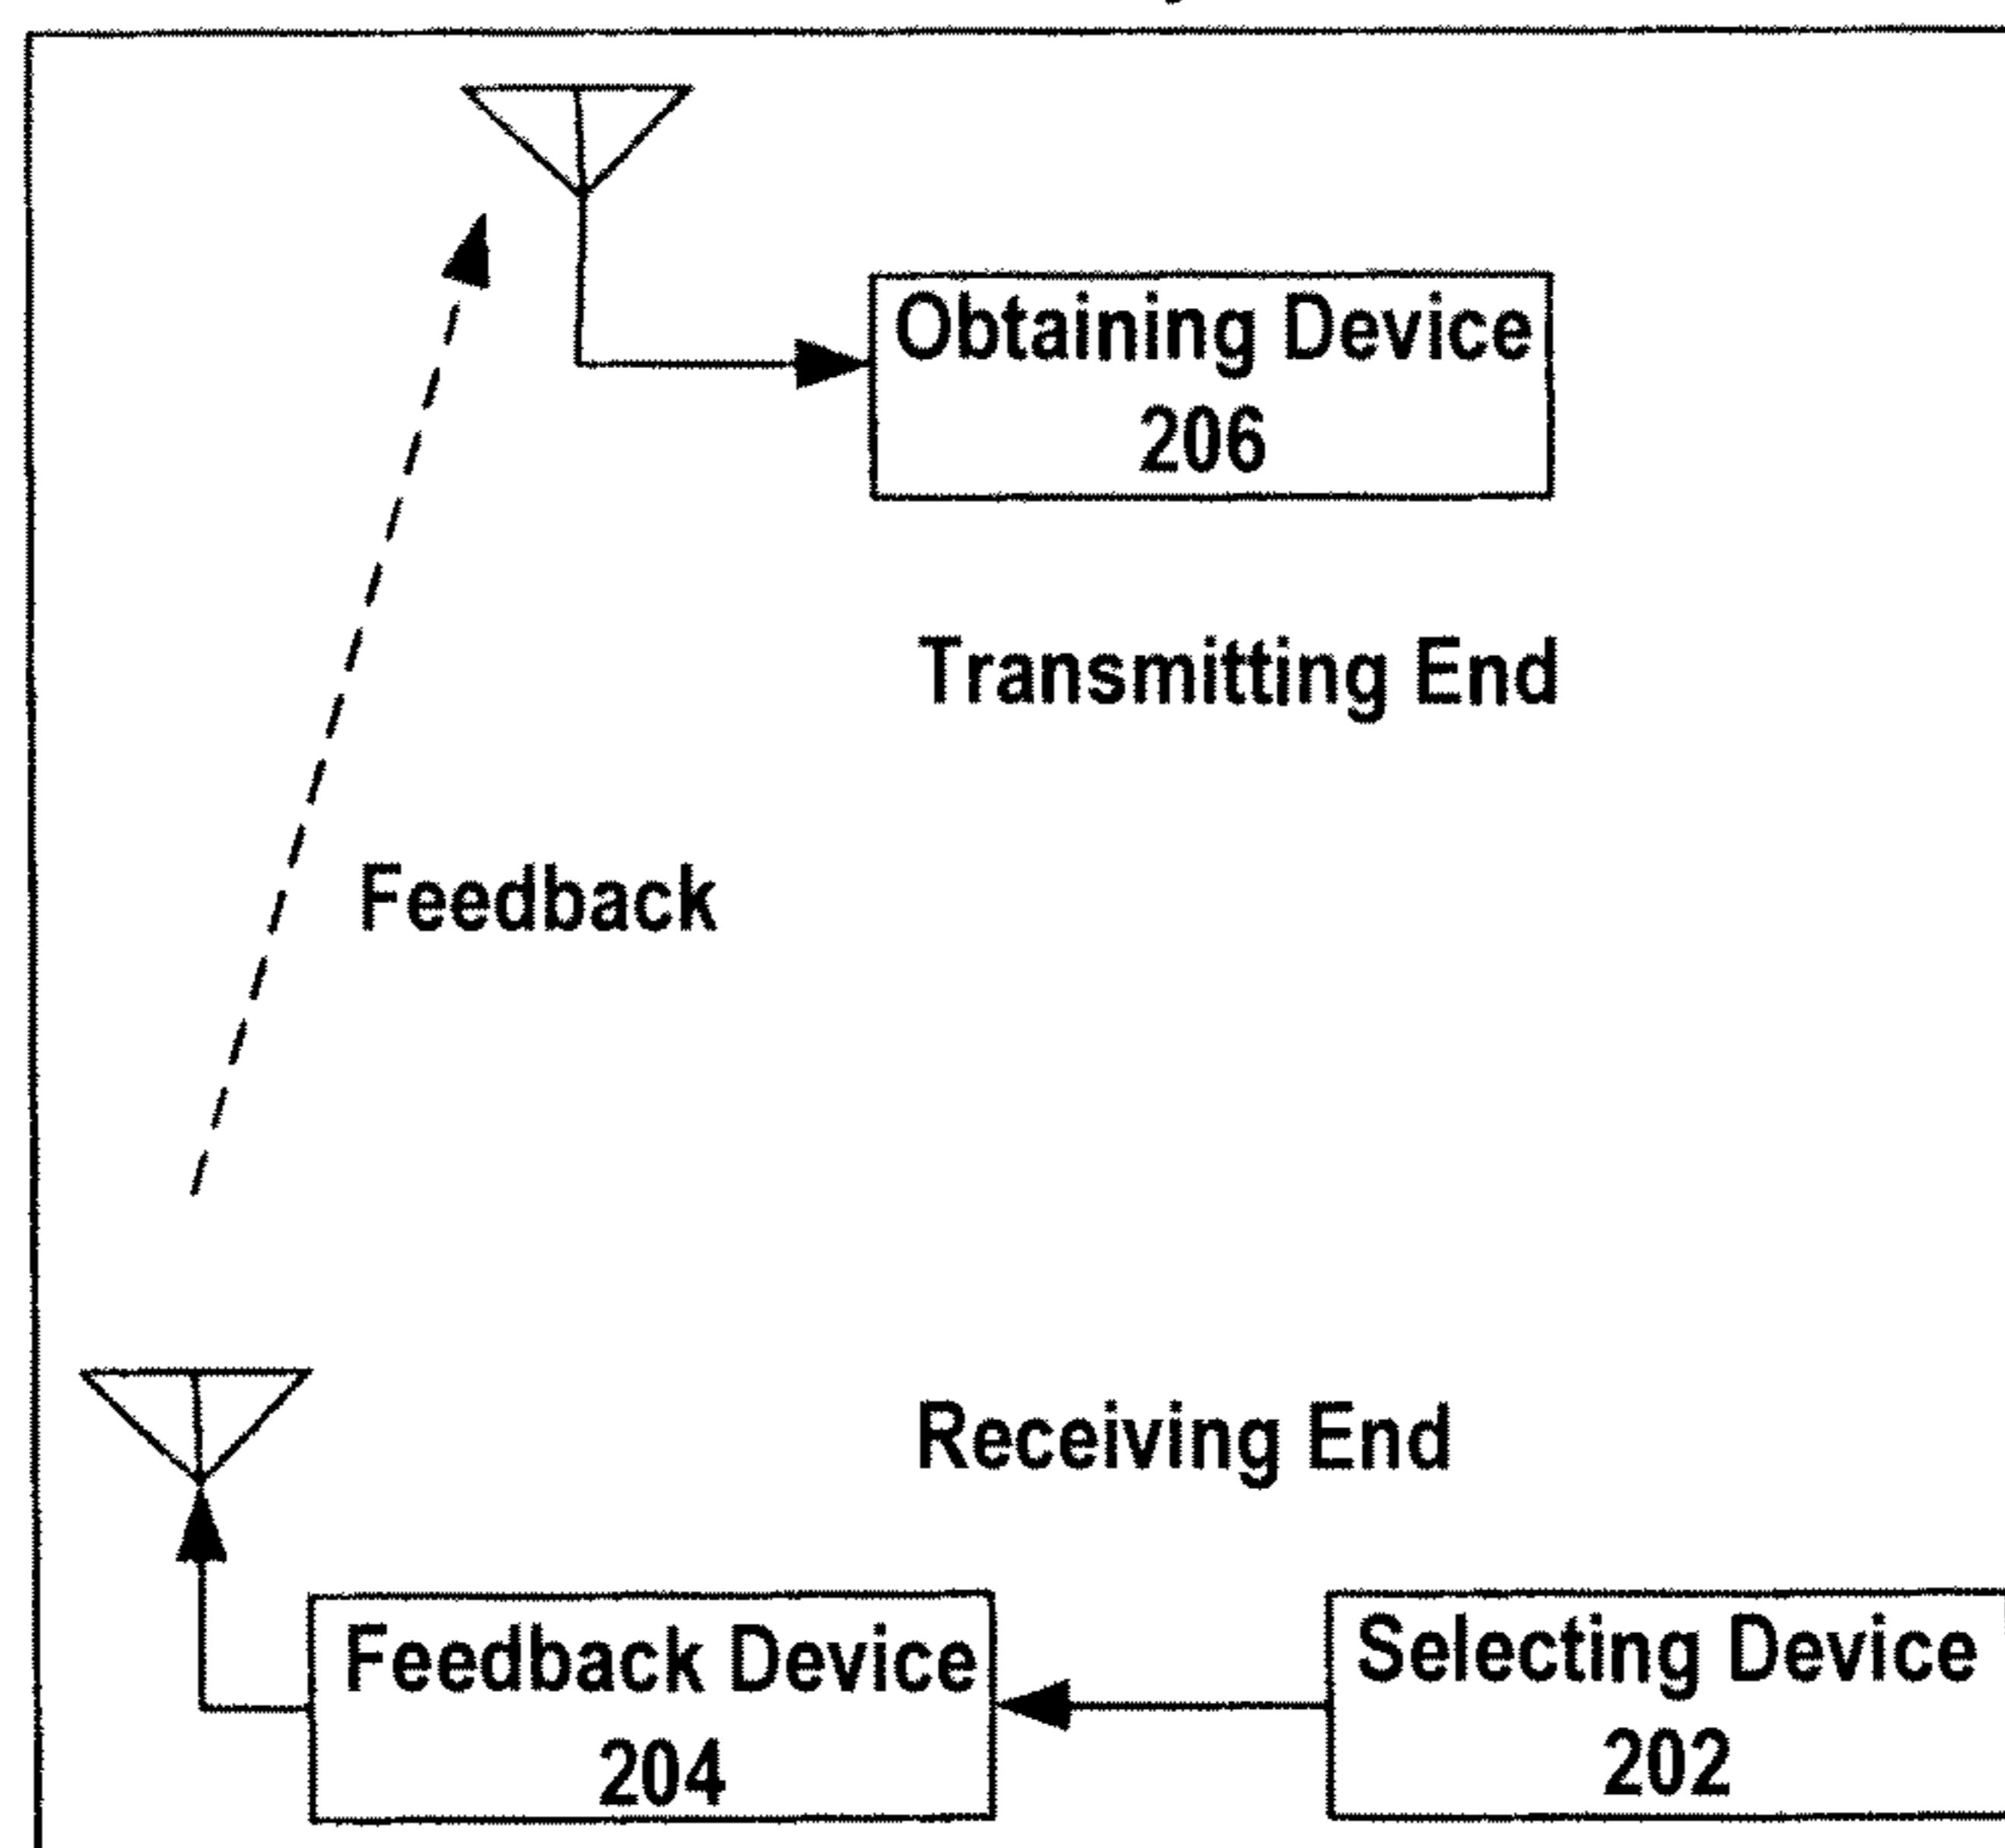 Obtaining Device
206
Transmitting End
Feedback
Receiving End
Feedback Device
204
Selecting Device
202